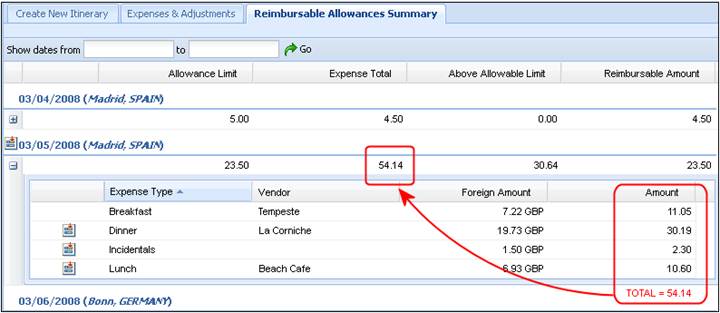 Create New Itinerary Expenses & Adjustments Reimbursable Allowances Summary
Show dates from to Go
Allowance Limit Expense Total Above Allowable Limit Reimbursable Amount
03/04/2008 (Madrid, SPAIN)
5.00 4.50 0.00 4.50
03/05/2008 (Madrid, SPAIN)
23.50 54.14 30.64 23.50
Expense Type Vendor Foreign Amount Amount
Breakfast Tempeste 7.22 GBP 11.05
Dinner La Corniche 19.73 GBP 30.19
Incidentals 1.50 GBP 2.30
Lunch Beach Cafe 6.93 GBP 10.60
TOTAL = 54.14
03/06/2008 (Bonn, GERMANY)